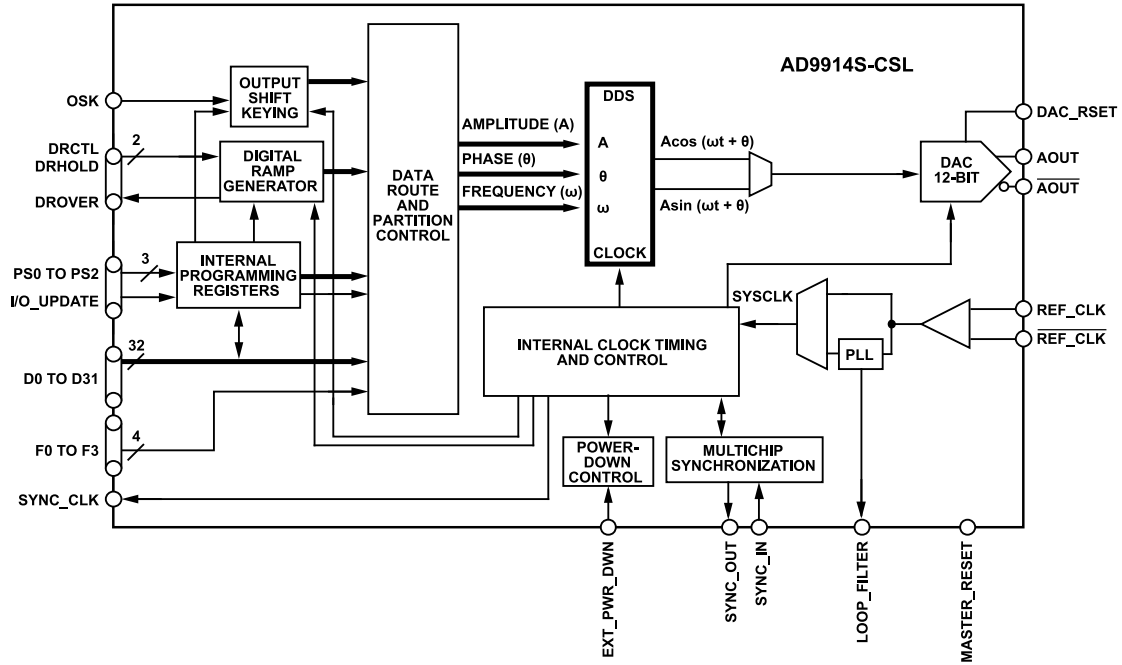 AD9914S-CSL
OSK
DRCTL
DRHOLD
DROVER
PS0 TO PS2
I/O_UPDATE
D0 TO D31
F0 TO F3
SYNC_CLK
2
3
32
4
OUTPUT
SHIFT
KEYING
DIGITAL
RAMP
GENERATOR
INTERNAL
PROGRAMMING
REGISTERS
DATA
ROUTE
AND
PARTITION
CONTROL
AMPLITUDE (A)
PHASE (θ)
FREQUENCY (ω)
DDS
A
θ
ω
CLOCK
Acos (ωt + θ)
Asin (ωt + θ)
DAC
12-BIT
DAC_RSET
AOUT
AOUT
REF_CLK
REF_CLK
SYSCLK
PLL
INTERNAL CLOCK TIMING
AND CONTROL
POWER-
DOWN
CONTROL
MULTICHIP
SYNCHRONIZATION
EXT_PWR_DWN
SYNC_OUT
SYNC_IN
LOOP_FILTER
MASTER_RESET